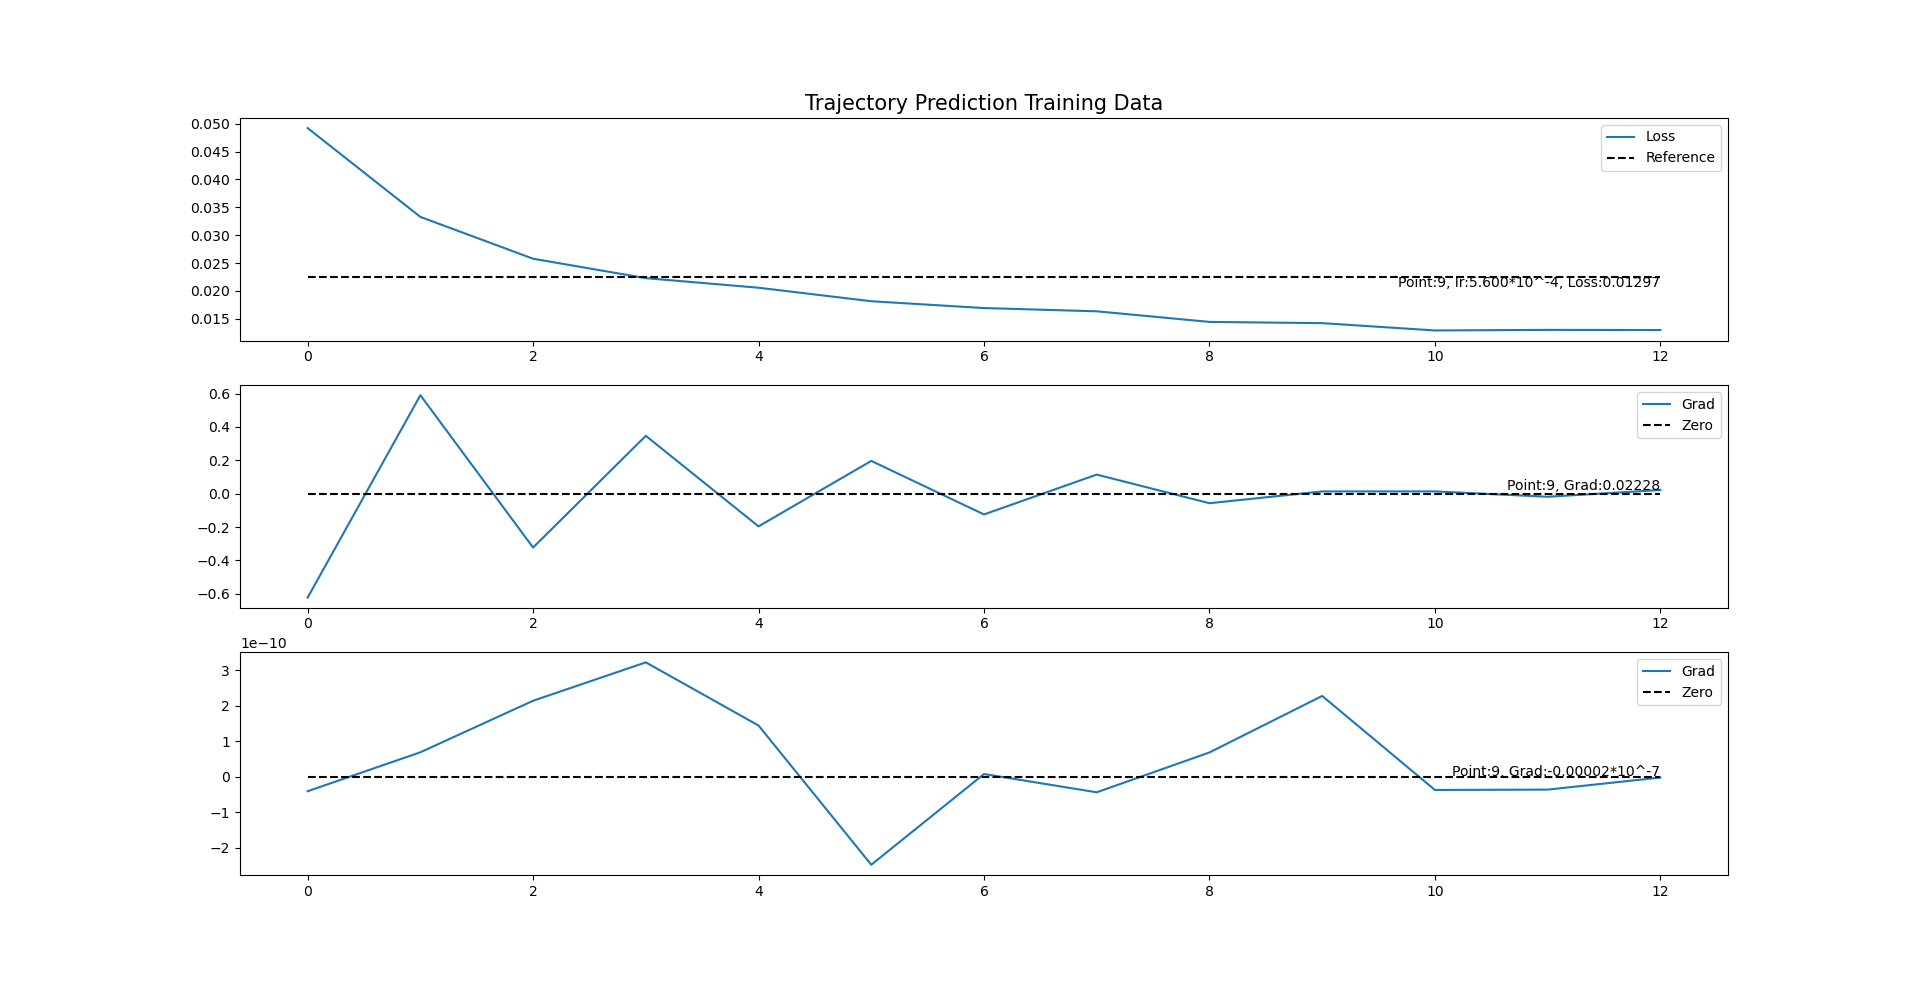 Trajectory Prediction Training Data
0.050
0.045
0.040
0.035
0.030
0.025
0.020
0.015
Loss
Reference
Point:9, lr:5.600*10^-4, Loss:0.01297
0 2 4 6 8 10 12
0.6
0.4
0.2
0.0
−0.2
−0.4
−0.6
Grad
Zero
Point:9, Grad:0.02228
0 2 4 6 8 10 12
1e−10
3
2
1
0
−1
−2
Grad
Zero
Point:9, Grad:-0.00002*10^-7
0 2 4 6 8 10 12